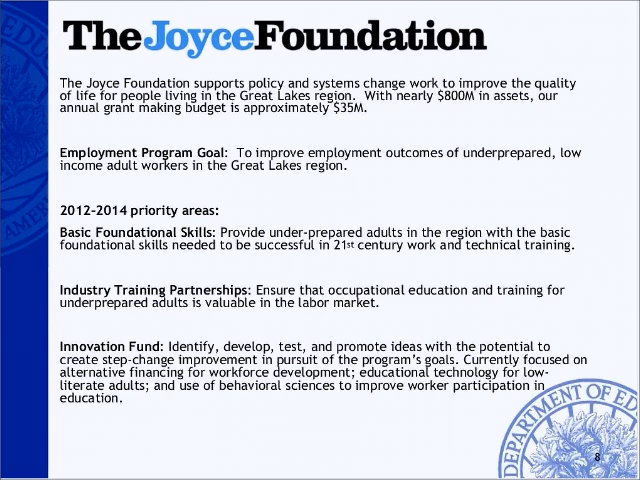 The Joyce Foundation
The Joyce Foundation supports policy and systems change work to improve the quality
of life for people living in the Great Lakes region. With nearly $800M in assets, our
annual grant making budget is approximately $35M.
Employment Program Goal: To improve employment outcomes of underprepared, low
income adult workers in the Great Lakes region.
2012-2014 priority areas:
Basic Foundational Skills: Provide under-prepared adults in the region with the basic
foundational skills needed to be successful in 21st century work and technical training.
Industry Training Partnerships: Ensure that occupational education and training for
underprepared adults is valuable in the labor market.
Innovation Fund: Identify, develop, test, and promote ideas with the potential to
create step-change improvement in pursuit of the program's goals. Currently focused on
alternative financing for workforce development; educational technology for low-
literate adults; and use of behavioral sciences to improve worker participation in
education.
DEPARTMENT OF ED
8